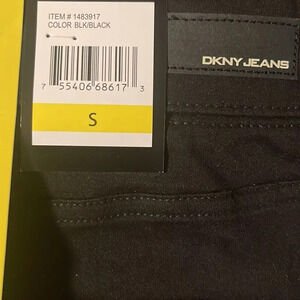 ITEM # 1483917
COLOR BLK/BLACK
7 55406 68617 3
S
DKNY JEANS